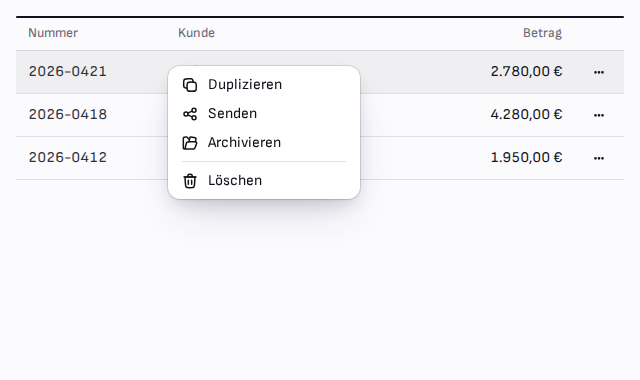 Nummer Kunde Betrag
2026-0421 2.780,00 € ···
Duplizieren
2026-0418 4.280,00 € ···
Senden
Archivieren
2026-0412 1.950,00 € ···
Löschen